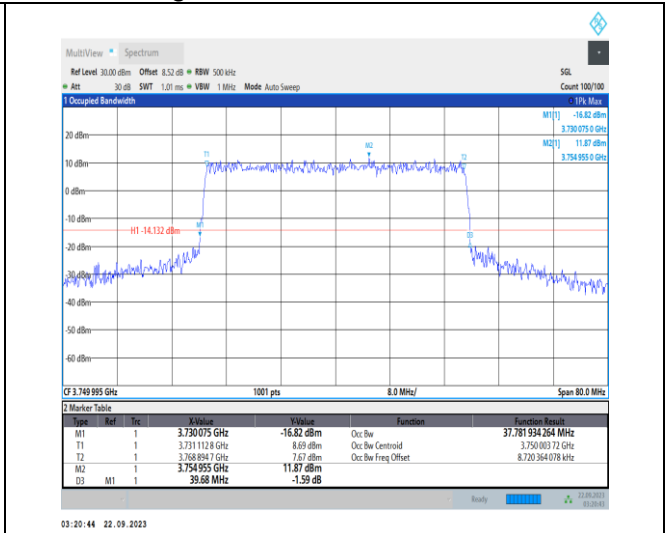 MultiView Spectrum
Ref Level 30.00 dBm Offset 8.52 dB RBW 500 kHz SGL
Att 30 dB SWT 1.01 ms VBW 1 MHz Mode Auto Sweep Count 100/100
1 Occupied Bandwidth 1Pk Max
M1[1] -16.82 dBm
3.730 075 0 GHz
M2[1] 11.87 dBm
3.754 955 0 GHz
20 dBm
M2
T1 T2
10 dBm
0 dBm
-10 dBm
M1
H1 -14.132 dBm
D3
-20 dBm
-30 dBm
-40 dBm
-50 dBm
-60 dBm
CF 3.749 995 GHz 1001 pts 8.0 MHz/ Span 80.0 MHz
2 Marker Table
Type Ref Trc X-Value Y-Value Function Function Result
M1 1 3.730 075 GHz -16.82 dBm Occ Bw 37.781 934 264 MHz
T1 1 3.731 112 8 GHz 8.69 dBm Occ Bw Centroid 3.750 003 72 GHz
T2 1 3.768 894 7 GHz 7.67 dBm Occ Bw Freq Offset 8.720 364 078 kHz
M2 1 3.754 955 GHz 11.87 dBm
D3 M1 1 39.68 MHz -1.59 dB
Ready 22.09.2023
03:20:43
03:20:44 22.09.2023